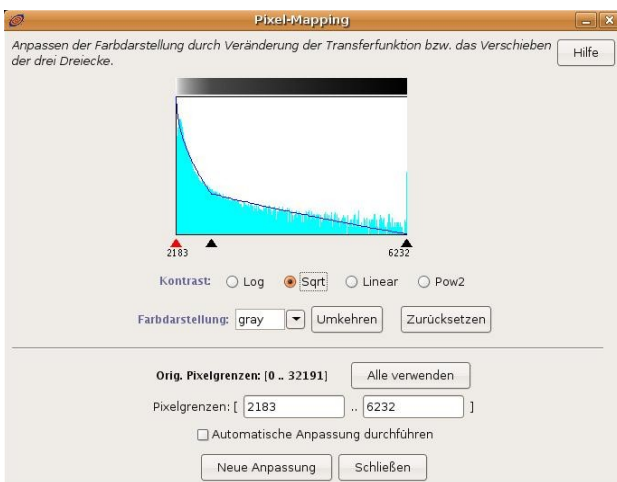 Pixel-Mapping
Anpassen der Farbdarstellung durch Veränderung der Transferfunktion bzw. das Verschieben
der drei Dreiecke.
Hilfe
2183 6232
Kontrast: Log Sqrt Linear Pow2
Farbdarstellung: gray Umkehren Zurücksetzen
Orig. Pixelgrenzen: [0 .. 32191] Alle verwenden
Pixelgrenzen: [ 2183 .. 6232 ]
Automatische Anpassung durchführen
Neue Anpassung Schließen